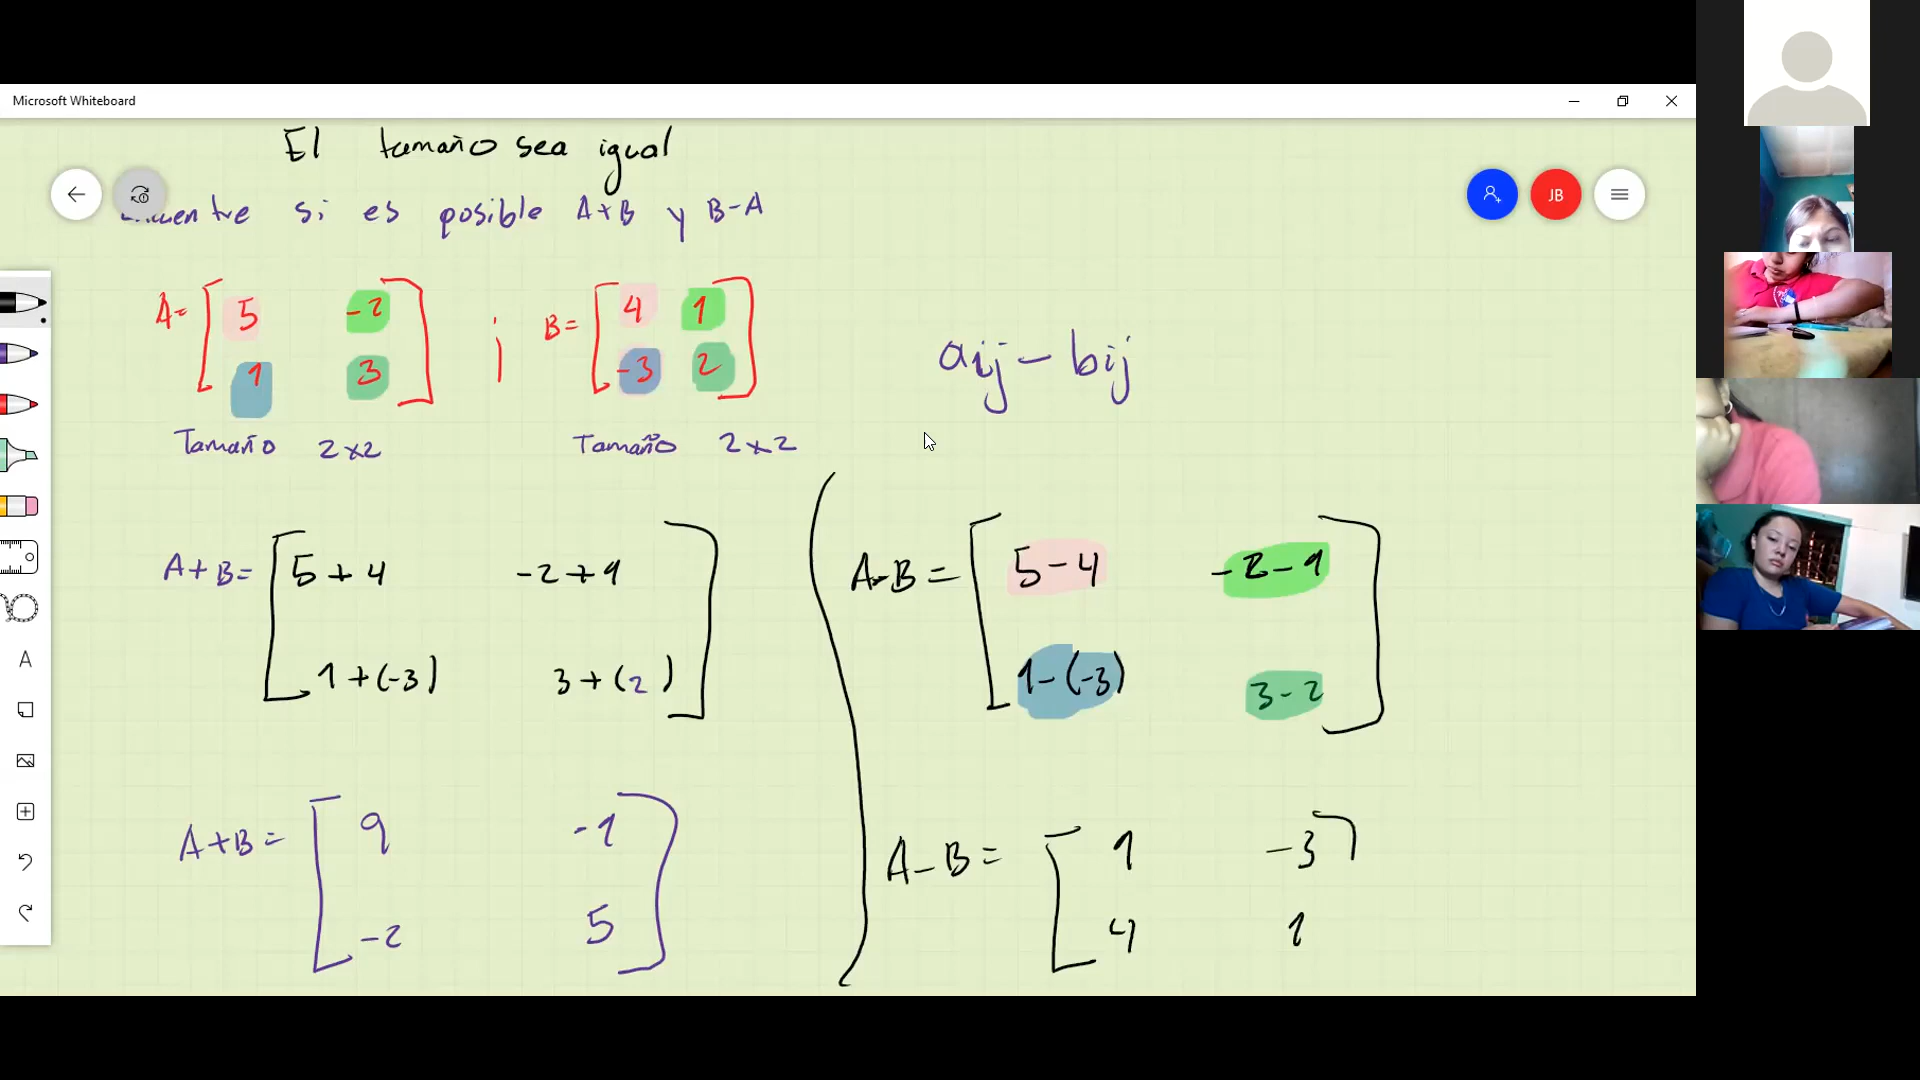 Microsoft Whiteboard
El tamaño sea igual
si es posible A+B y B-A
JB
A= [ 5 -2 ] ; B= [ 4 1 ]
[ 1 3 ] [ -3 2 ]
aij - bij
Tamaño 2x2 Tamaño 2x2
A+B= [ 5+4 -2+1 ] A-B= [ 5-4 -2-1 ]
[ 1+(-3) 3+(2) ] [ 1-(-3) 3-2 ]
A+B= [ 9 -1 ] A-B= [ 1 -3 ]
[ -2 5 ] [ 4 1